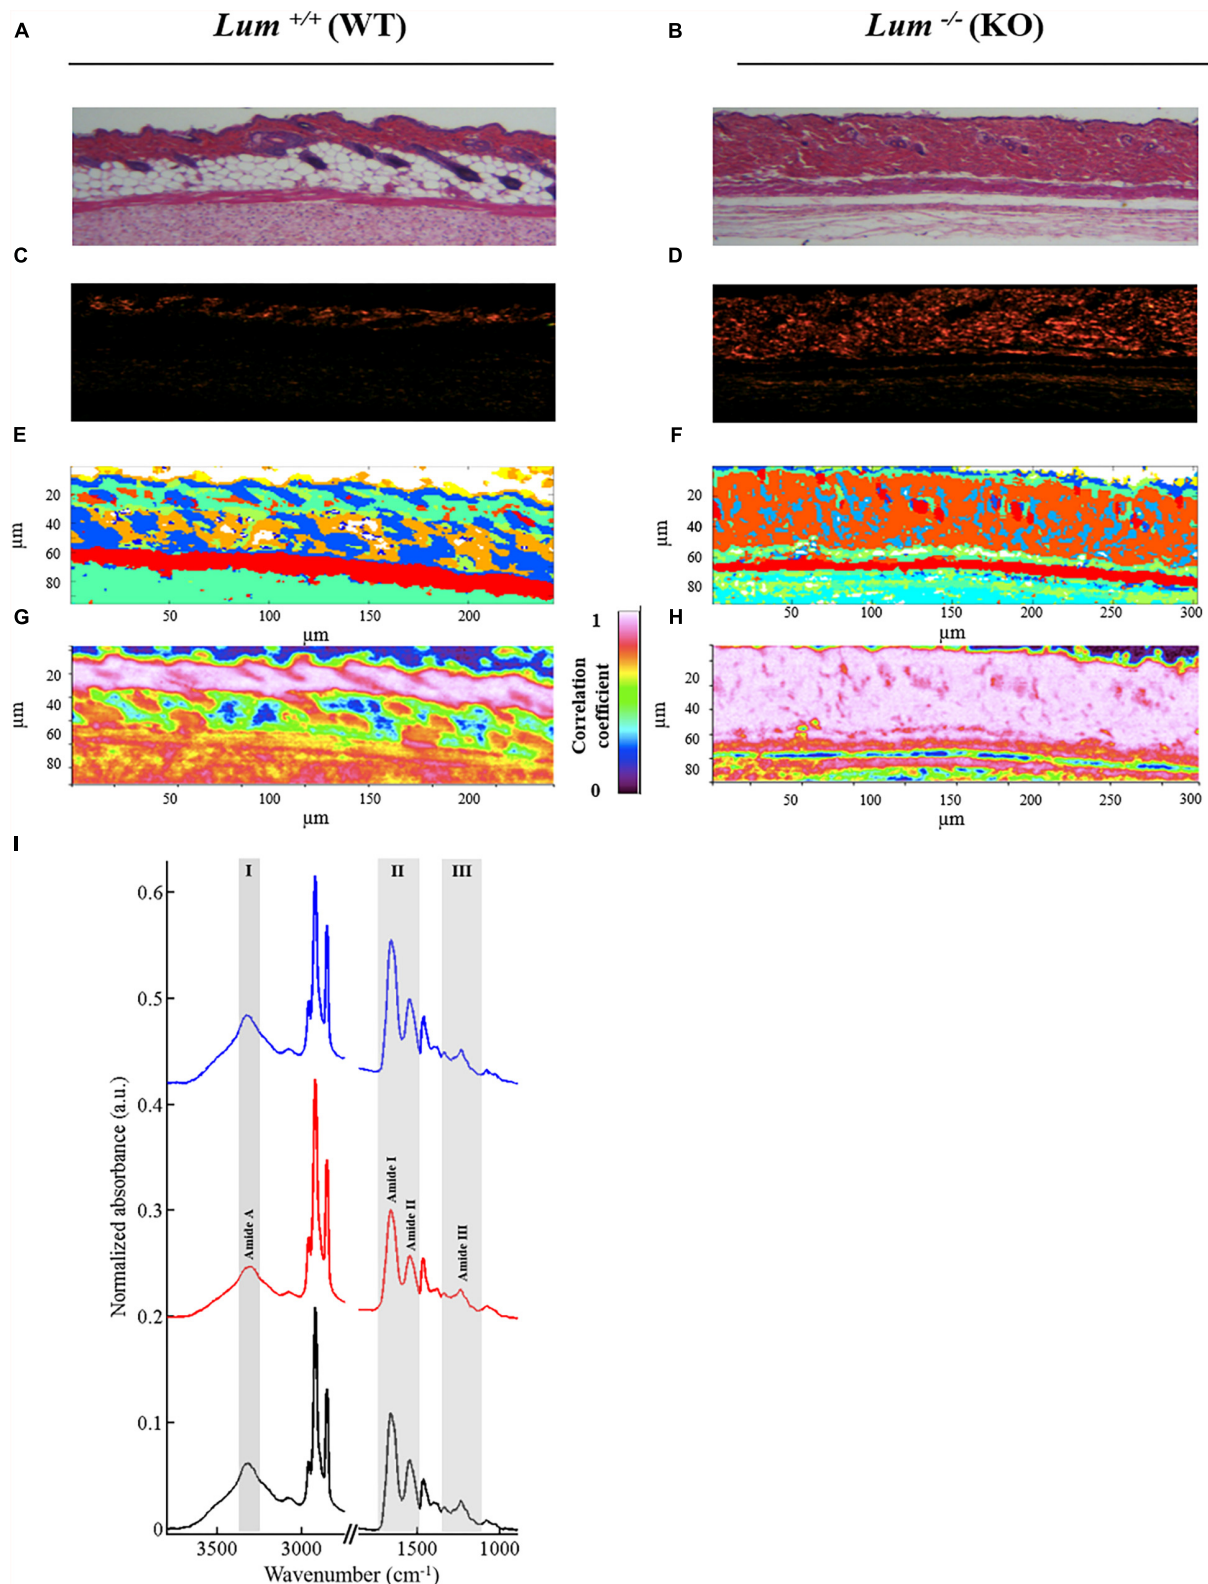 A
Lum +/+ (WT)
B
Lum -/- (KO)
C
D
E
F
20
40
60
80
µm
50
100
150
200
µm
20
40
60
80
µm
50
100
150
200
250
300
µm
G
H
20
40
60
80
µm
50
100
150
200
µm
1
0
Correlation
coefficient
20
40
60
80
µm
50
100
150
200
250
300
µm
I
I
II
III
0.6
0.5
0.4
0.3
0.2
0.1
0
Normalized absorbance (a.u.)
Amide A
Amide I
Amide II
Amide III
3500
3000
1500
1000
Wavenumber (cm-1)